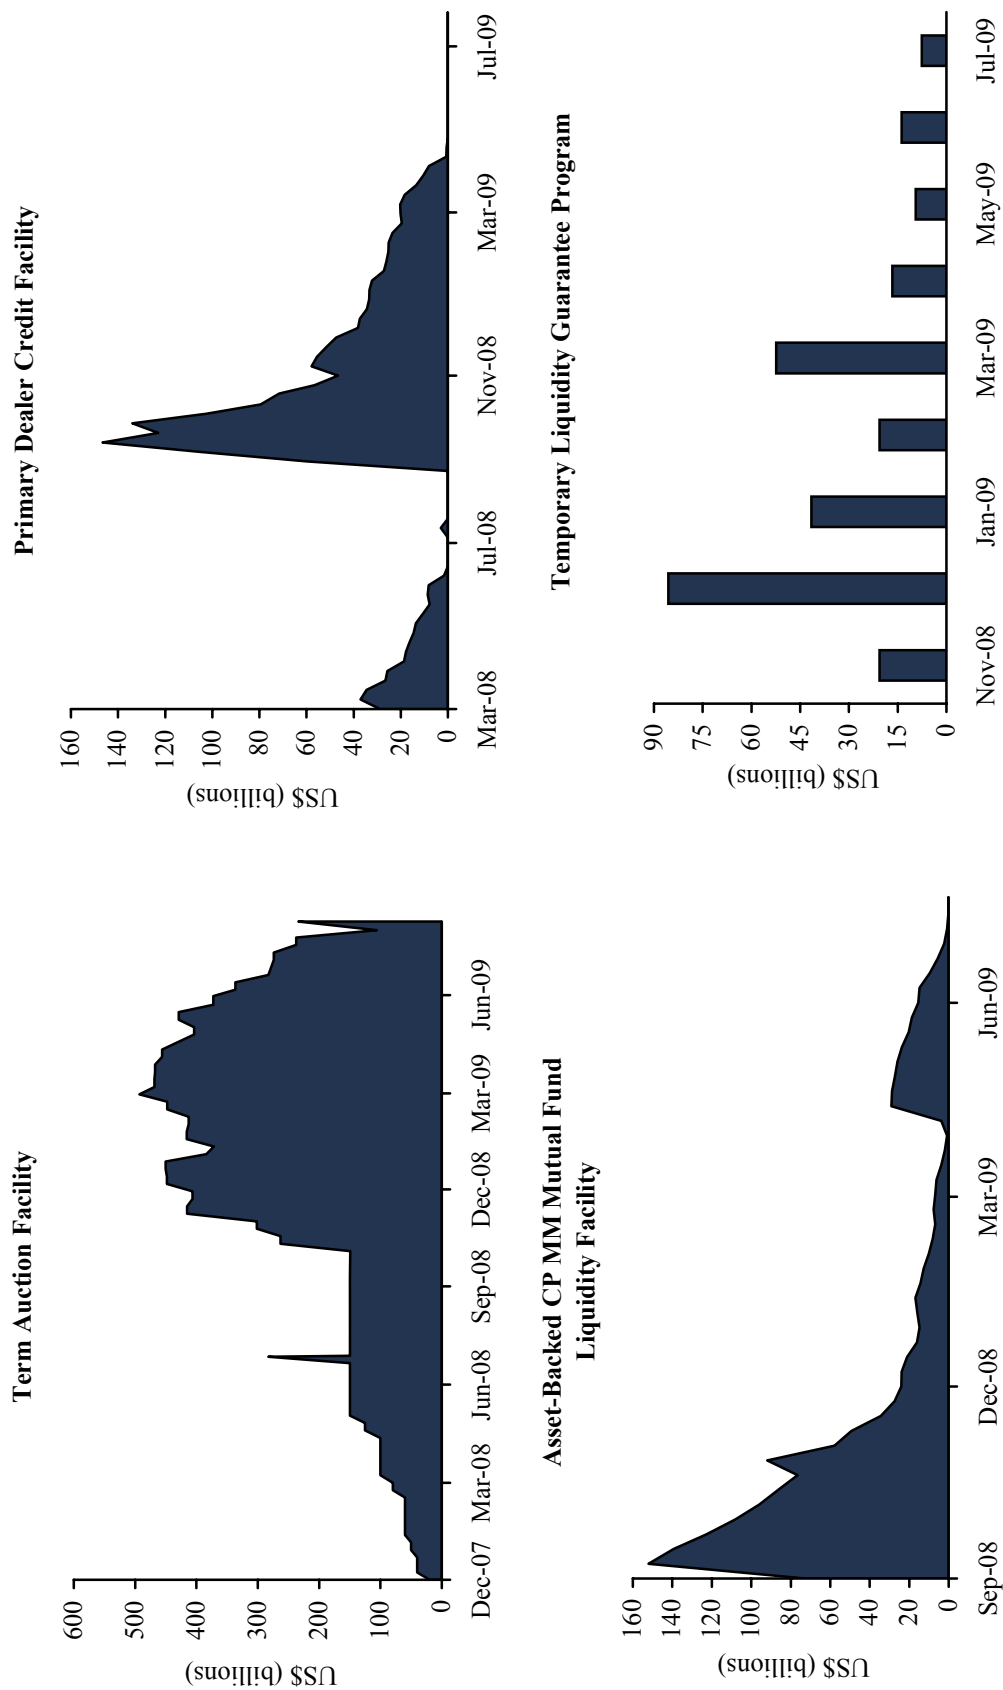 Term Auction Facility
US$ (billions)
600
500
400
300
200
100
0
Dec-07
Mar-08
Jun-08
Sep-08
Dec-08
Mar-09
Jun-09
Primary Dealer Credit Facility
US$ (billions)
160
140
120
100
80
60
40
20
0
Mar-08
Jul-08
Nov-08
Mar-09
Jul-09
Asset-Backed CP MM Mutual Fund
Liquidity Facility
US$ (billions)
160
140
120
100
80
60
40
20
0
Sep-08
Dec-08
Mar-09
Jun-09
Temporary Liquidity Guarantee Program
US$ (billions)
90
75
60
45
30
15
0
Nov-08
Jan-09
Mar-09
May-09
Jul-09